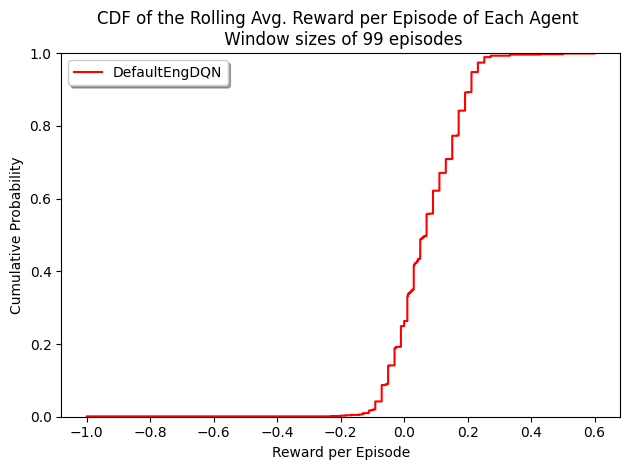 CDF of the Rolling Avg. Reward per Episode of Each Agent
Window sizes of 99 episodes
DefaultEngDQN
Cumulative Probability
1.0
0.8
0.6
0.4
0.2
0.0
−1.0 −0.8 −0.6 −0.4 −0.2 0.0 0.2 0.4 0.6
Reward per Episode